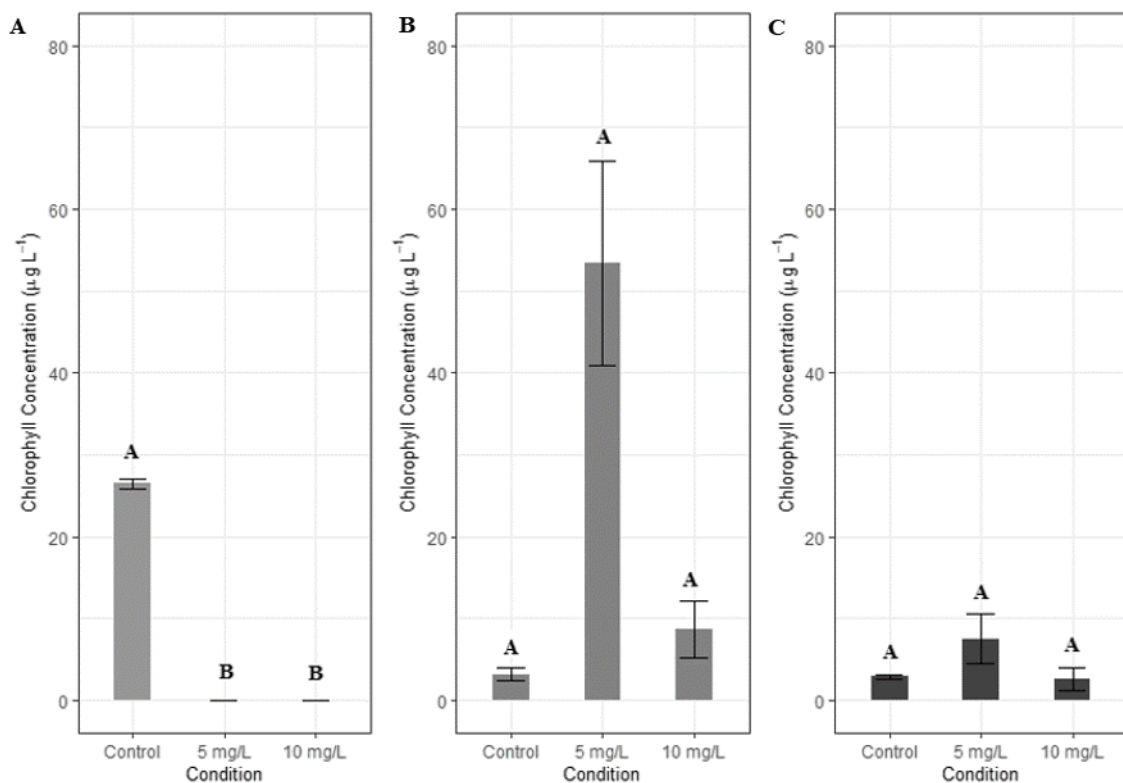 A
Chlorophyll Concentration (µg L⁻¹)
80
60
40
20
0
A
B
B
Control 5 mg/L 10 mg/L
Condition
B
Chlorophyll Concentration (µg L⁻¹)
80
60
40
20
0
A
A
A
Control 5 mg/L 10 mg/L
Condition
C
Chlorophyll Concentration (µg L⁻¹)
80
60
40
20
0
A
A
A
Control 5 mg/L 10 mg/L
Condition